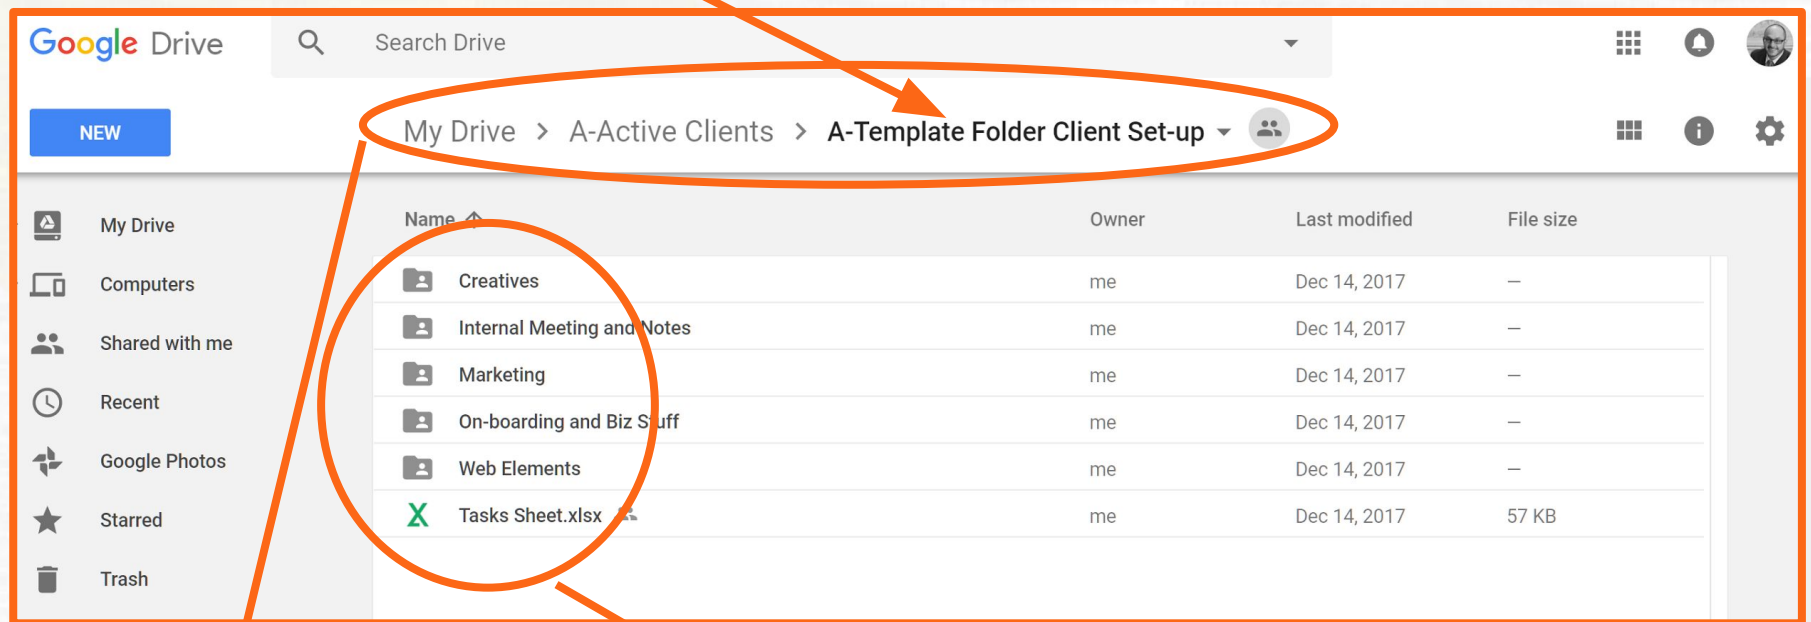 Google Drive Search Drive
NEW My Drive > A-Active Clients > A-Template Folder Client Set-up
My Drive
Computers
Shared with me
Recent
Google Photos
Starred
Trash
Name Owner Last modified File size
Creatives me Dec 14, 2017 –
Internal Meeting and Notes me Dec 14, 2017 –
Marketing me Dec 14, 2017 –
On-boarding and Biz Stuff me Dec 14, 2017 –
Web Elements me Dec 14, 2017 –
Tasks Sheet.xlsx me Dec 14, 2017 57 KB